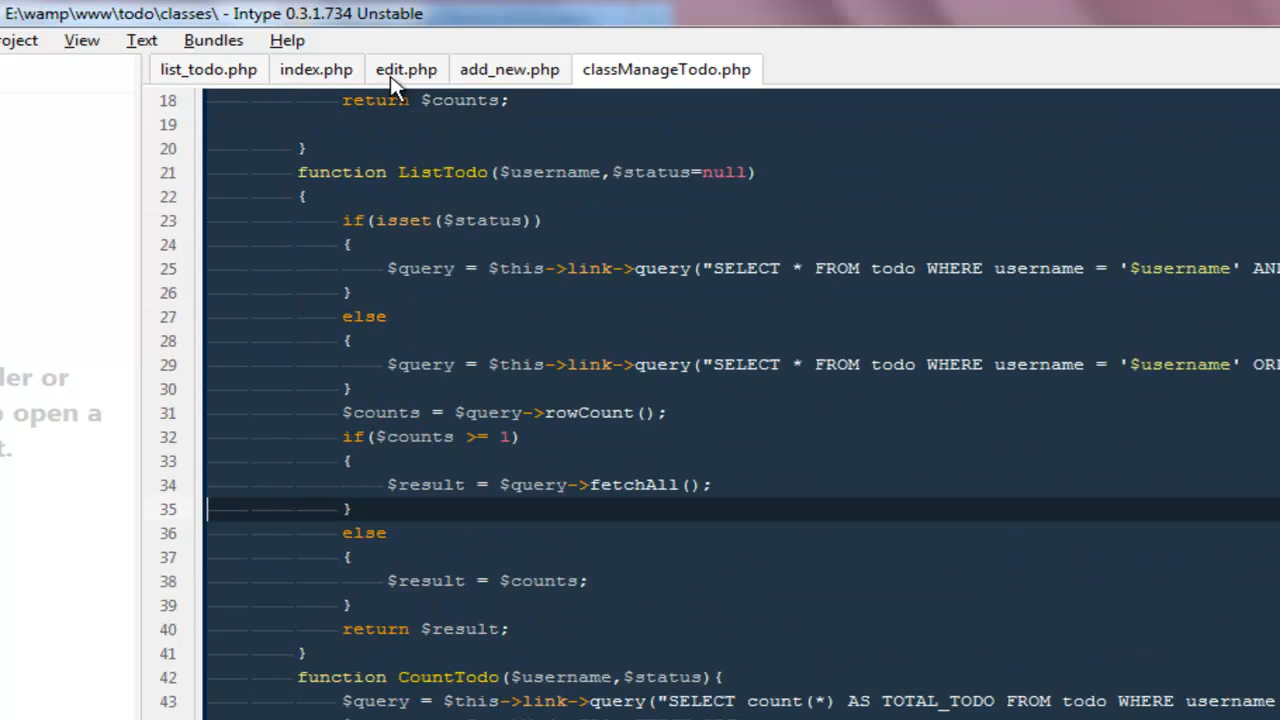 E:\wamp\www\todo\classes\ - Intype 0.3.1.734 Unstable
roject View Text Bundles Help
list_todo.php index.php edit.php add_new.php classManageTodo.php
18 return $counts;
19
20 }
21 function ListTodo($username,$status=null)
22 {
23 if(isset($status))
24 {
25 $query = $this->link->query("SELECT * FROM todo WHERE username = '$username' AN
26 }
27 else
28 {
29 $query = $this->link->query("SELECT * FROM todo WHERE username = '$username' OR
30 }
31 $counts = $query->rowCount();
32 if($counts >= 1)
33 {
34 $result = $query->fetchAll();
35 }
36 else
37 {
38 $result = $counts;
39 }
40 return $result;
41 }
42 function CountTodo($username,$status){
43 $query = $this->link->query("SELECT count(*) AS TOTAL_TODO FROM todo WHERE username
der or
o open a
t.